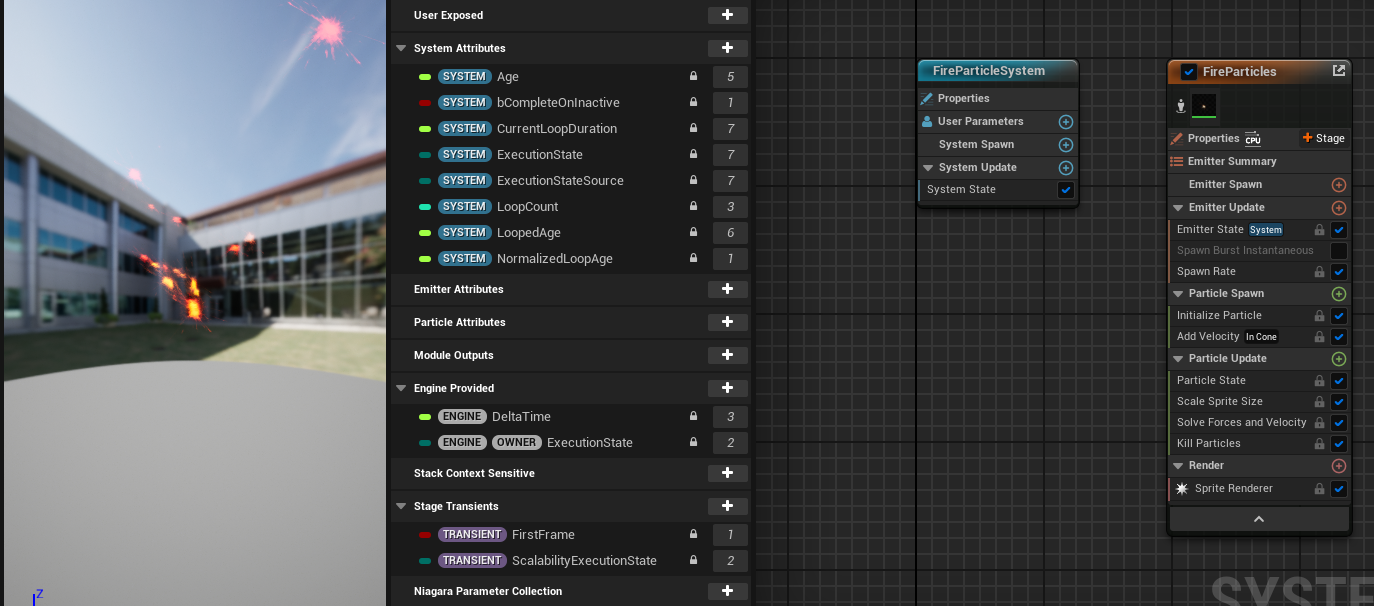 User Exposed
System Attributes
SYSTEM Age 5
SYSTEM bCompleteOnInactive 1
SYSTEM CurrentLoopDuration 7
SYSTEM ExecutionState 7
SYSTEM ExecutionStateSource 7
SYSTEM LoopCount 3
SYSTEM LoopedAge 6
SYSTEM NormalizedLoopAge 1
Emitter Attributes
Particle Attributes
Module Outputs
Engine Provided
ENGINE DeltaTime 3
ENGINE OWNER ExecutionState 2
Stack Context Sensitive
Stage Transients
TRANSIENT FirstFrame 1
TRANSIENT ScalabilityExecutionState 2
Niagara Parameter Collection
Z
FireParticleSystem
Properties
User Parameters
System Spawn
System Update
System State
FireParticles
Properties CPU + Stage
Emitter Summary
Emitter Spawn
Emitter Update
Emitter State System
Spawn Burst Instantaneous
Spawn Rate
Particle Spawn
Initialize Particle
Add Velocity In Cone
Particle Update
Particle State
Scale Sprite Size
Solve Forces and Velocity
Kill Particles
Render
Sprite Renderer